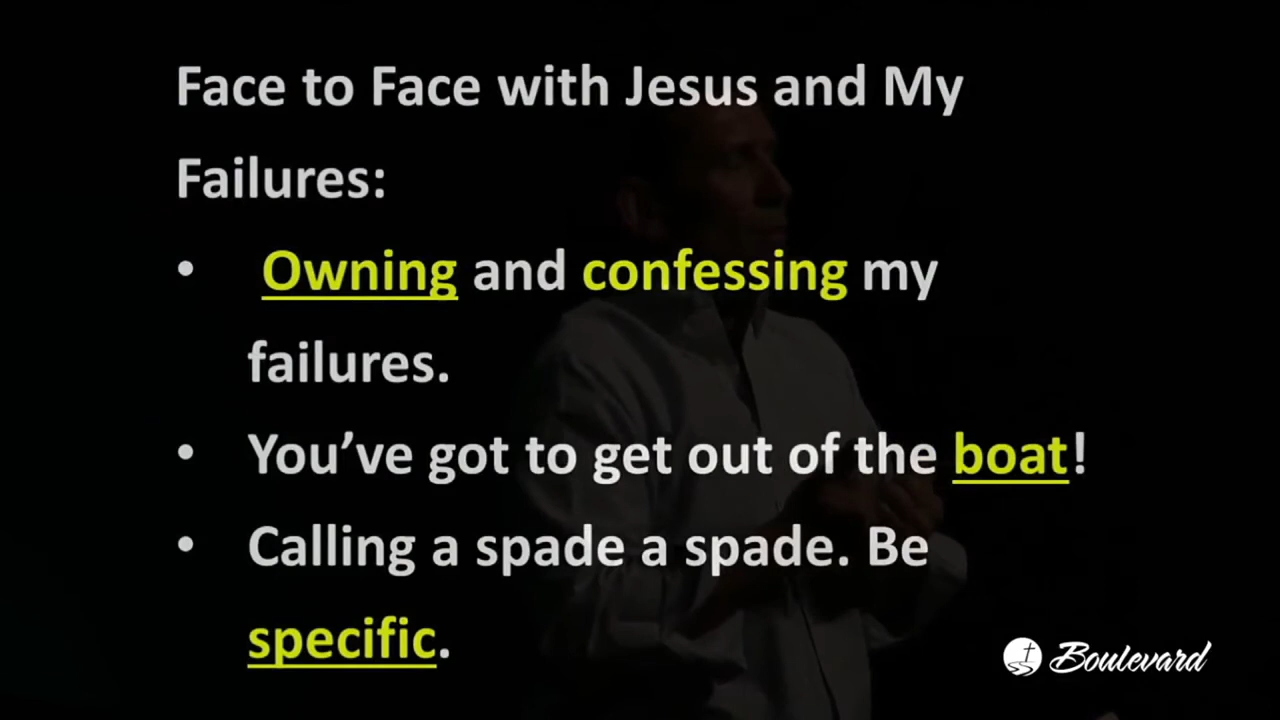 Face to Face with Jesus and My
Failures:
• Owning and confessing my
failures.
• You’ve got to get out of the boat!
• Calling a spade a spade. Be
specific.
Boulevard